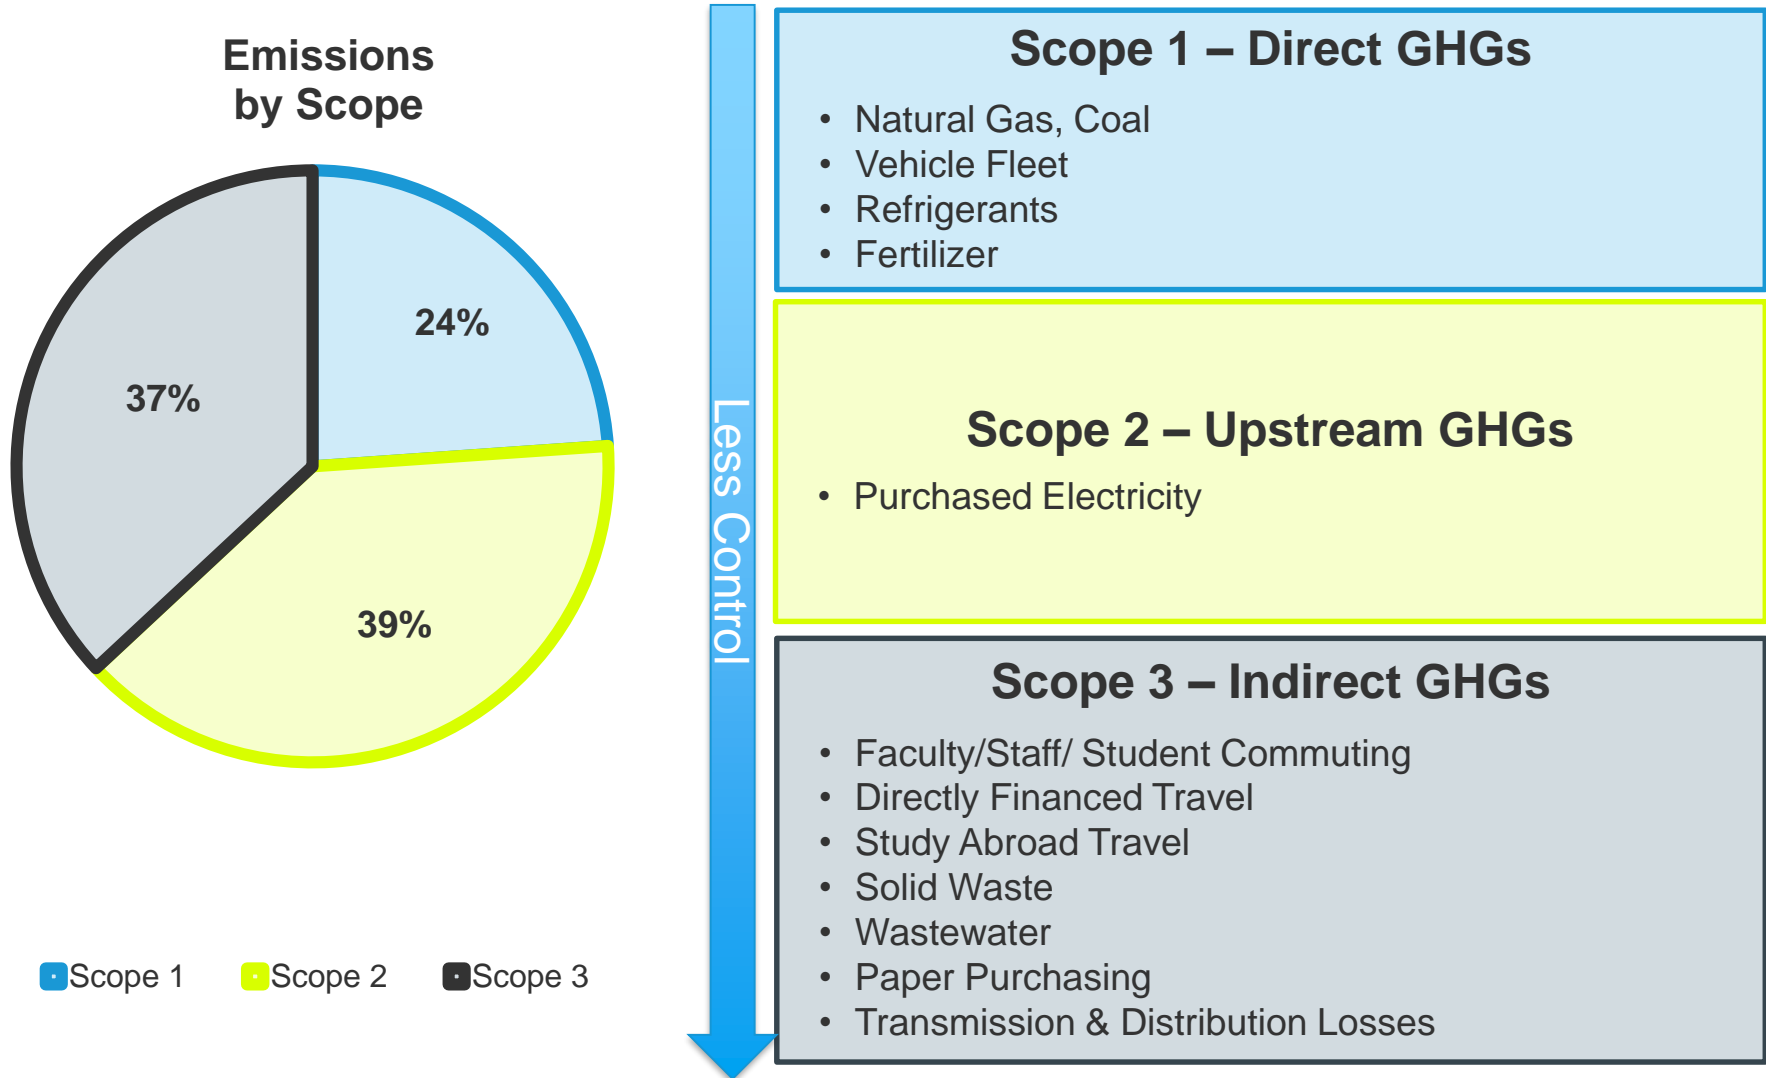 Emissions
by Scope
24%
37%
39%
Scope 1
Scope 2
Scope 3
Less Control
Scope 1 – Direct GHGs
• Natural Gas, Coal
• Vehicle Fleet
• Refrigerants
• Fertilizer
Scope 2 – Upstream GHGs
• Purchased Electricity
Scope 3 – Indirect GHGs
• Faculty/Staff/ Student Commuting
• Directly Financed Travel
• Study Abroad Travel
• Solid Waste
• Wastewater
• Paper Purchasing
• Transmission & Distribution Losses